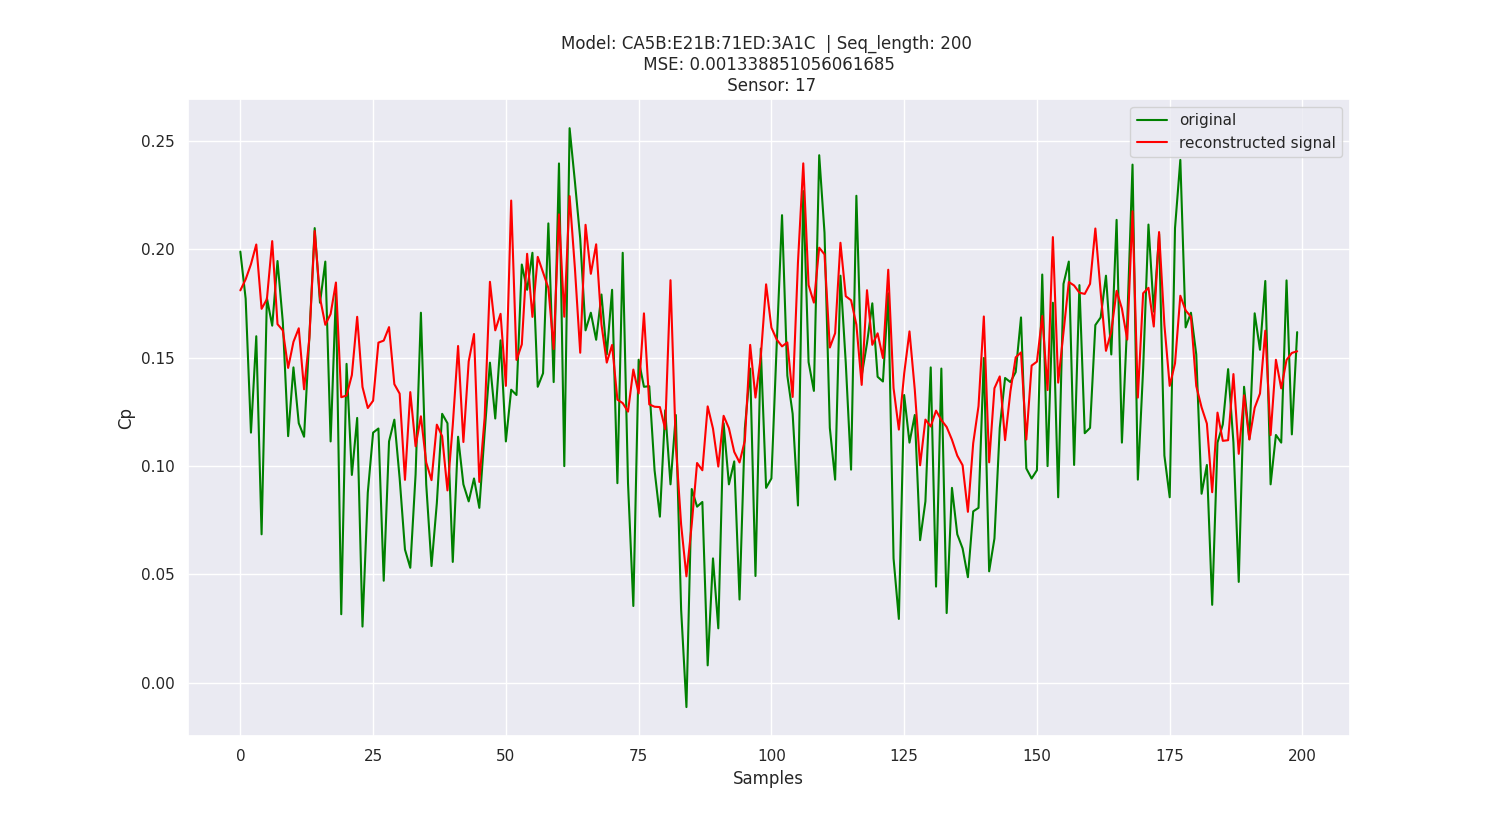 Model: CA5B:E21B:71ED:3A1C | Seq_length: 200
MSE: 0.001338851056061685
Sensor: 17
original
reconstructed signal
0.25
0.20
0.15
0.10
0.05
0.00
Cp
0 25 50 75 100 125 150 175 200
Samples